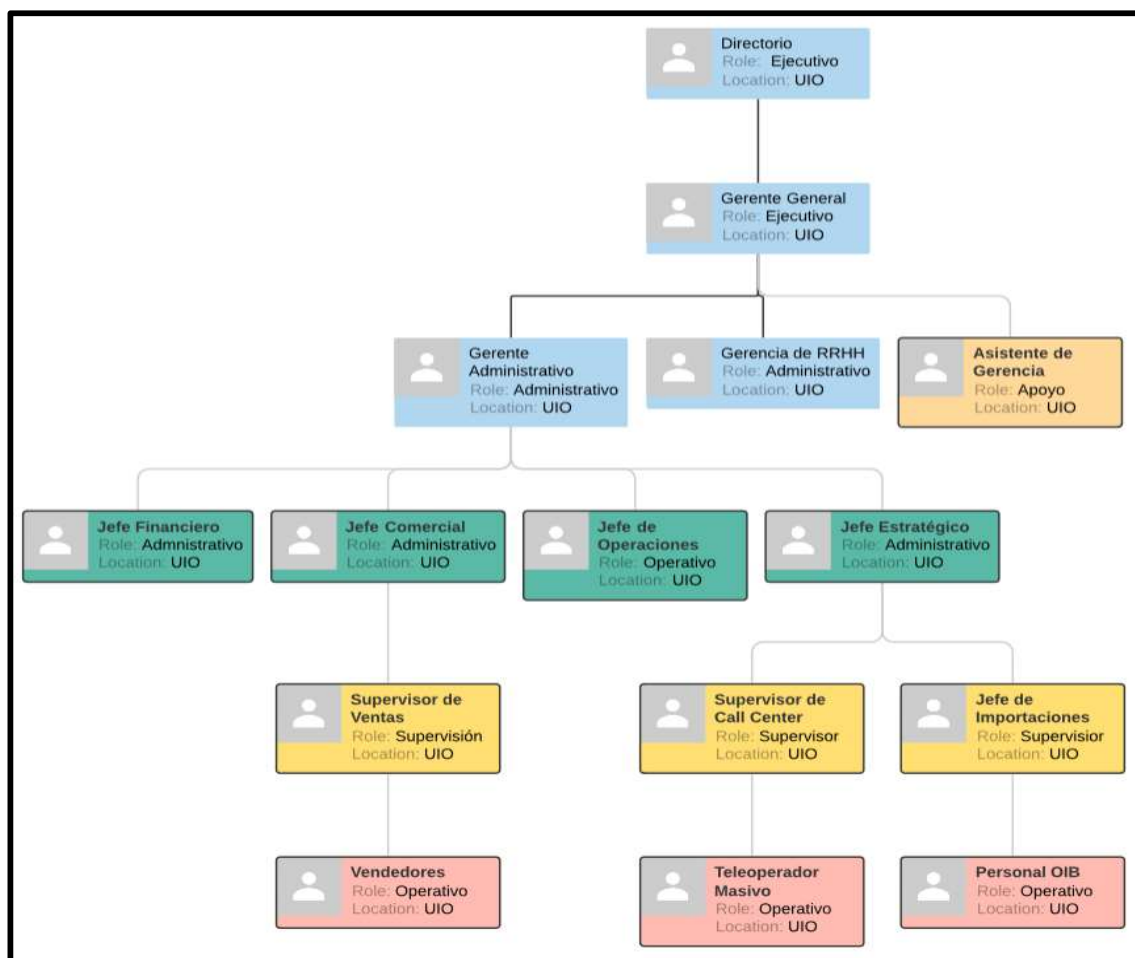 Directorio
Role: Ejecutivo
Location: UIO
Gerente General
Role: Ejecutivo
Location: UIO
Gerente
Administrativo
Role: Administrativo
Location: UIO
Gerencia de RRHH
Role: Administrativo
Location: UIO
Asistente de
Gerencia
Role: Apoyo
Location: UIO
Jefe Financiero
Role: Admnistrativo
Location: UIO
Jefe Comercial
Role: Administrativo
Location: UIO
Jefe de
Operaciones
Role: Operativo
Location: UIO
Jefe Estratégico
Role: Administrativo
Location: UIO
Supervisor de
Ventas
Role: Supervisión
Location: UIO
Supervisor de
Call Center
Role: Supervisor
Location: UIO
Jefe de
Importaciones
Role: Supervisior
Location: UIO
Vendedores
Role: Operativo
Location: UIO
Teleoperador
Masivo
Role: Operativo
Location: UIO
Personal OIB
Role: Operativo
Location: UIO